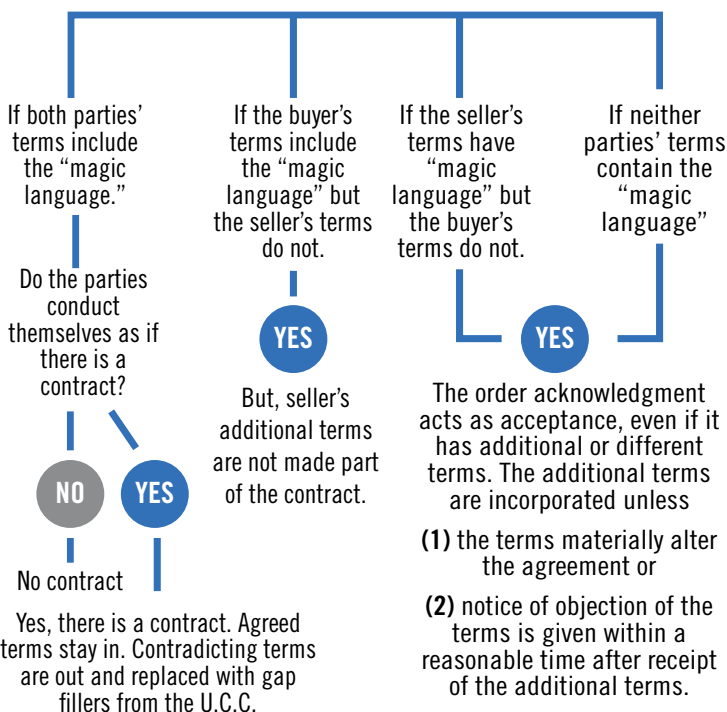 If both parties’
terms include
the “magic
language.”
Do the parties
conduct
themselves as if
there is a
contract?
NO
YES
No contract
Yes, there is a contract. Agreed
terms stay in. Contradicting terms
are out and replaced with gap
fillers from the U.C.C.
If the buyer’s
terms include
the “magic
language” but
the seller’s terms
do not.
YES
But, seller’s
additional terms
are not made part
of the contract.
If the seller’s
terms have
“magic
language” but
the buyer’s
terms do not.
If neither
parties’ terms
contain the
“magic
language”
YES
The order acknowledgment
acts as acceptance, even if it
has additional or different
terms. The additional terms
are incorporated unless
(1) the terms materially alter
the agreement or
(2) notice of objection of the
terms is given within a
reasonable time after receipt
of the additional terms.